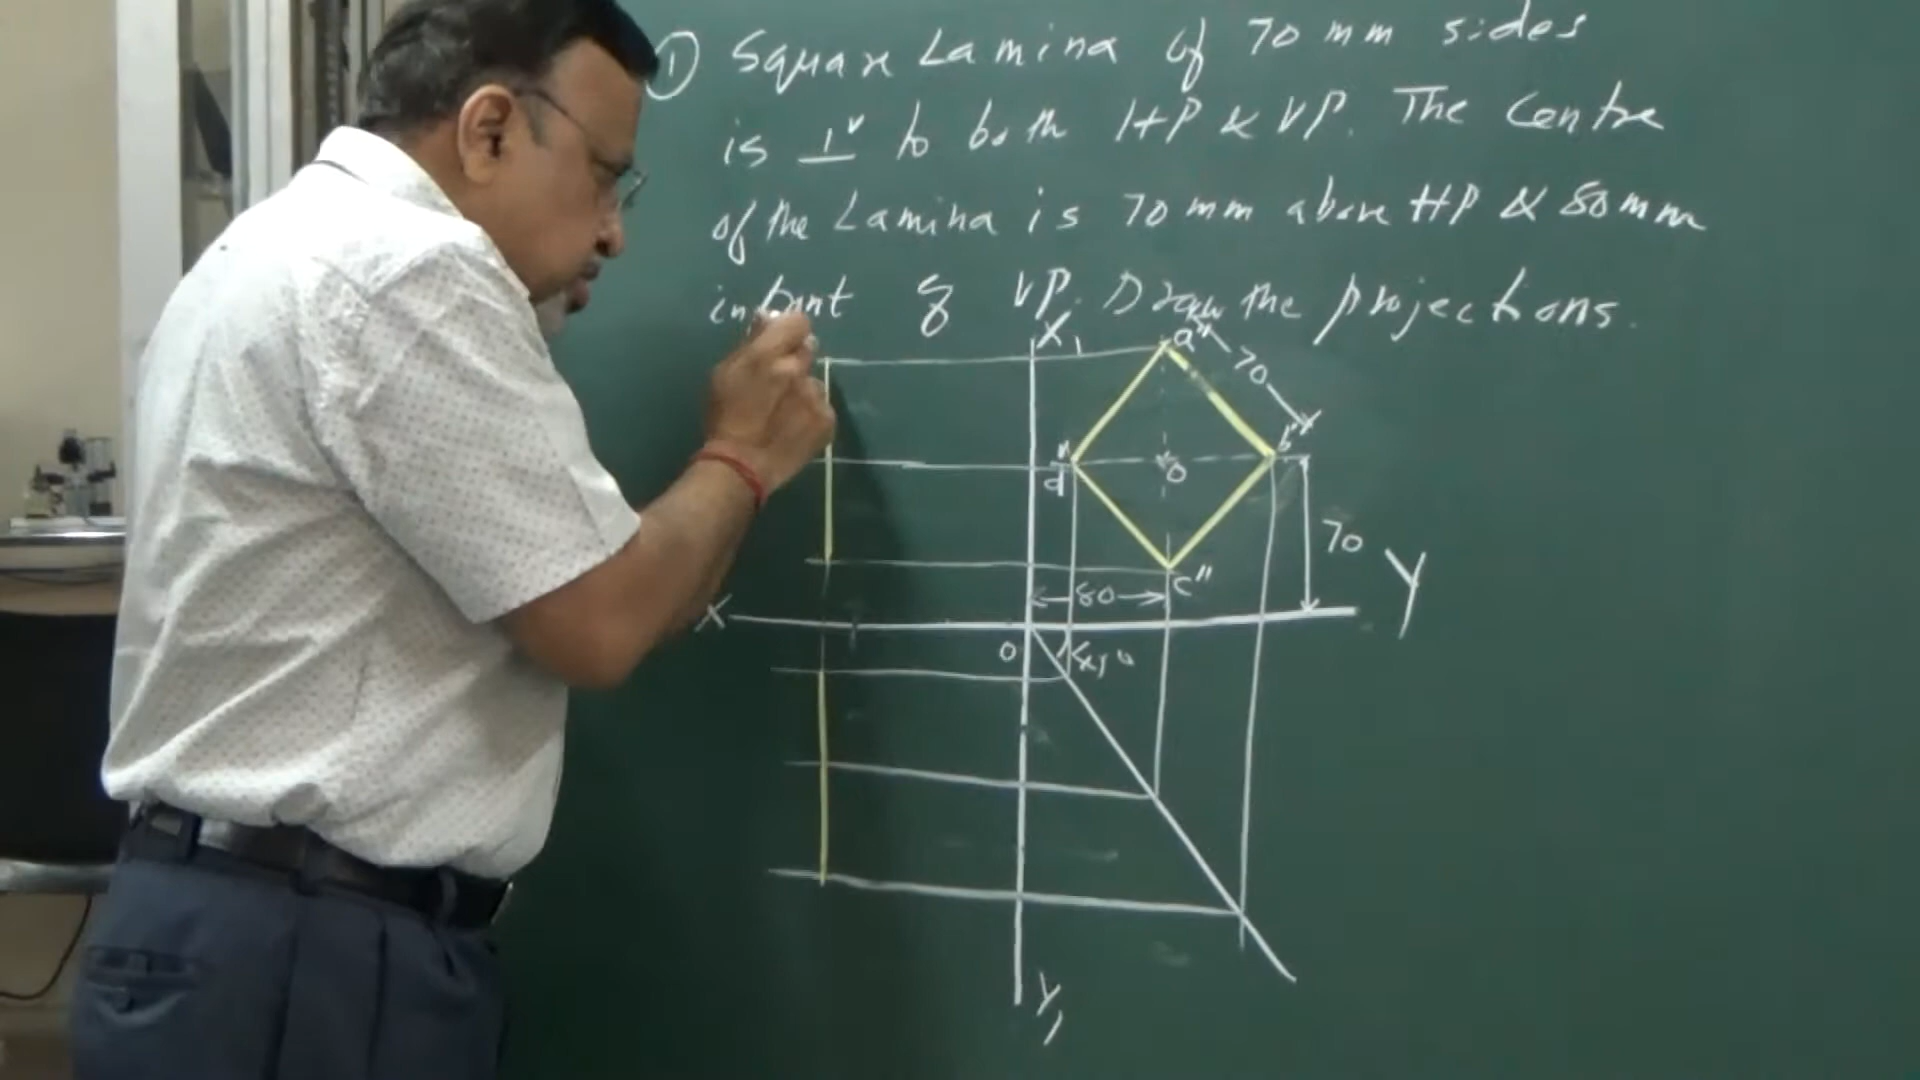 ① Square Lamina of 70 mm sides
is ⊥r to both HP & VP. The Centre
of the Lamina is 70 mm above HP & 80 mm
in front of VP. Draw the projections.
X1
a"
70
b"
d"
O
70
Y
c"
80
X
O
45°
Y1